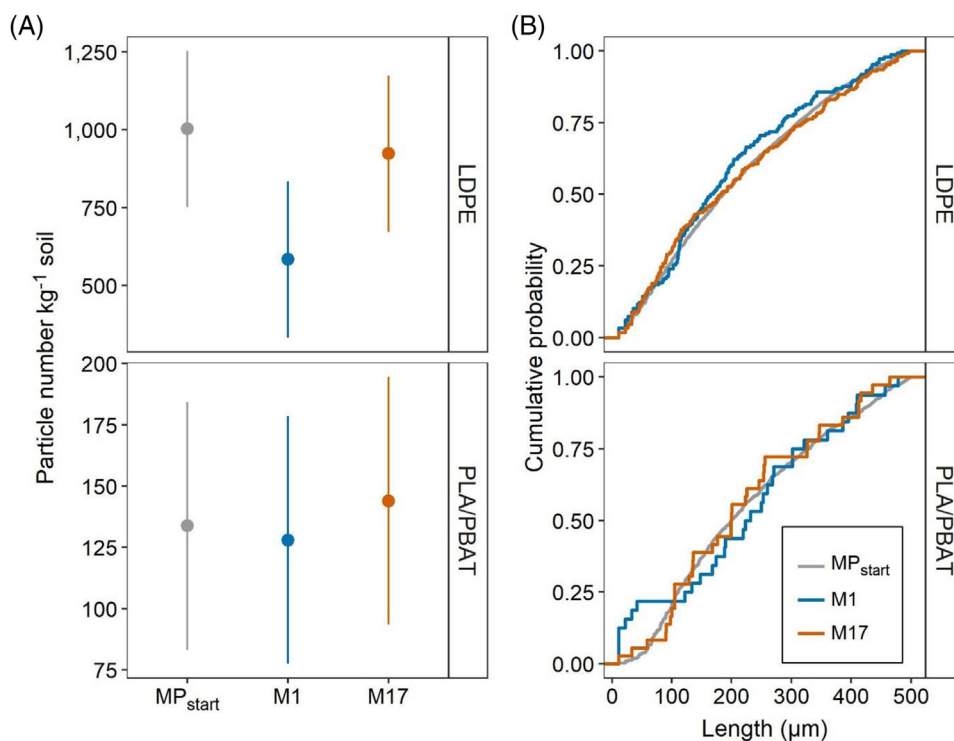 (A)
Particle number kg⁻¹ soil
1,250
1,000
750
500
LDPE
200
175
150
125
100
75
PLA/PBAT
MPstart M1 M17
(B)
Cumulative probability
1.00
0.75
0.50
0.25
0.00
LDPE
1.00
0.75
0.50
0.25
0.00
PLA/PBAT
MPstart
M1
M17
0 100 200 300 400 500
Length (µm)